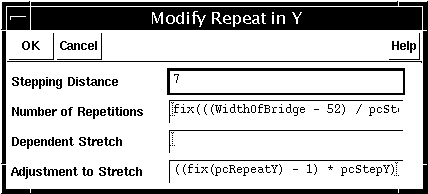 Modify Repeat in Y
OK Cancel Help
Stepping Distance 7
Number of Repetitions fix(((WidthOfBridge - 52) / pcSt
Dependent Stretch
Adjustment to Stretch ((fix(pcRepeatY) - 1) * pcStepY)